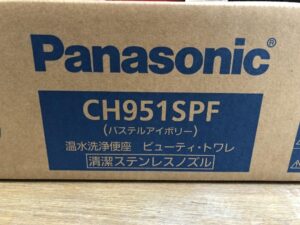 Panasonic®
CH951SPF
(パステルアイボリー)
温水洗浄便座 ビューティ・トワレ
清潔ステンレスノズル